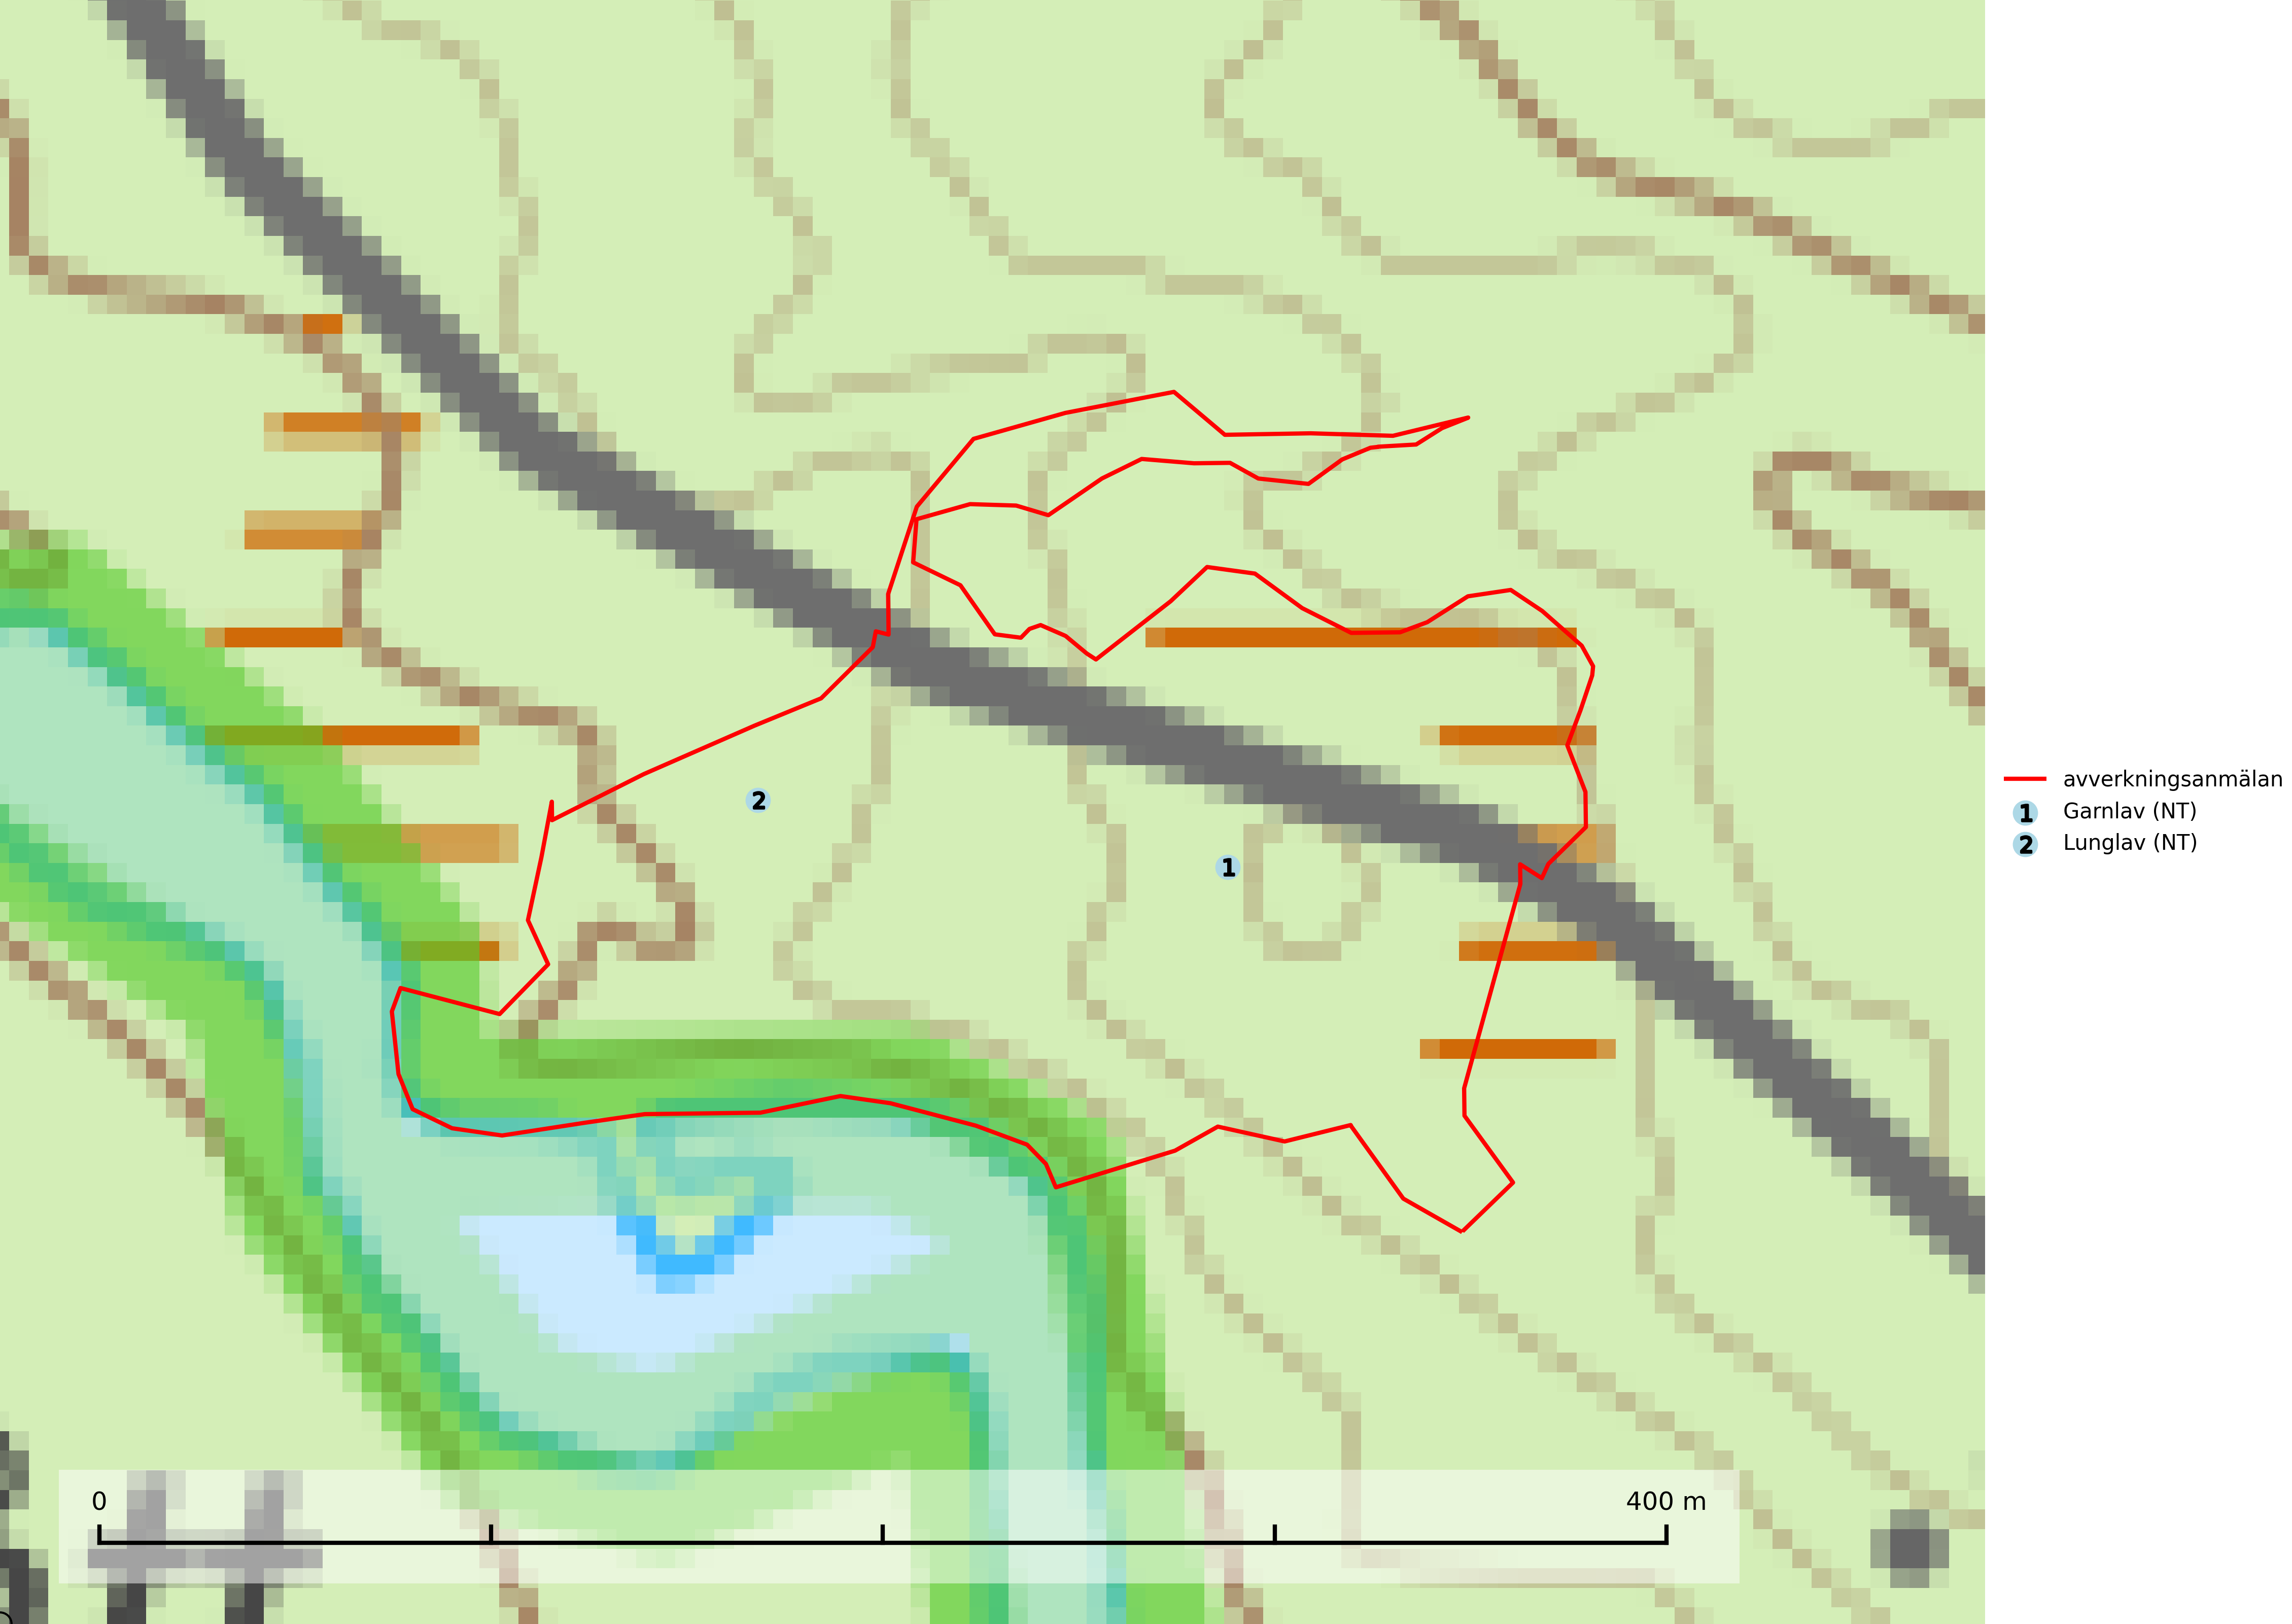 2
1
avverkningsanmälan
1 Garnlav (NT)
2 Lunglav (NT)
0 400 m